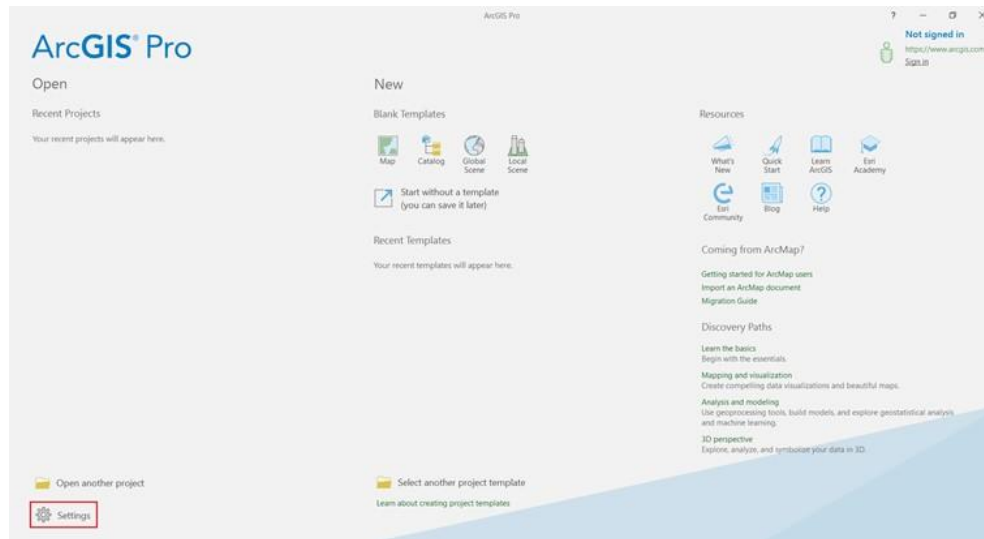 ArcGIS Pro
?
ArcGIS Pro
Not signed in
https://www.arcgis.com
Sign in
Open
Recent Projects
Your recent projects will appear here.
Open another project
Settings
New
Blank Templates
Map
Catalog
Global
Scene
Local
Scene
Start without a template
(you can save it later)
Recent Templates
Your recent templates will appear here.
Select another project template
Learn about creating project templates
Resources
What's
New
Quick
Start
Learn
ArcGIS
Esri
Academy
Esri
Community
Blog
Help
Coming from ArcMap?
Getting started for ArcMap users
Import an ArcMap document
Migration Guide
Discovery Paths
Learn the basics
Begin with the essentials.
Mapping and visualization
Create compelling data visualizations and beautiful maps.
Analysis and modeling
Use geoprocessing tools, build models, and explore geostatistical analysis
and machine learning.
3D perspective
Explore, analyze, and symbolize your data in 3D.